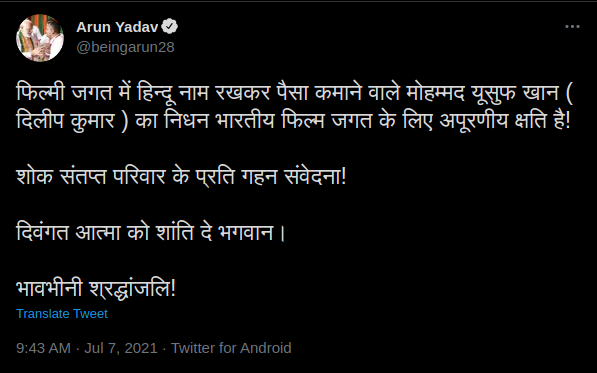 Arun Yadav
@beingarun28
फिल्मी जगत में हिन्दू नाम रखकर पैसा कमाने वाले मोहम्मद यूसुफ खान (
दिलीप कुमार ) का निधन भारतीय फिल्म जगत के लिए अपूरणीय क्षति है!
शोक संतप्त परिवार के प्रति गहन संवेदना!
दिवंगत आत्मा को शांति दे भगवान।
भावभीनी श्रद्धांजलि!
Translate Tweet
9:43 AM · Jul 7, 2021 · Twitter for Android